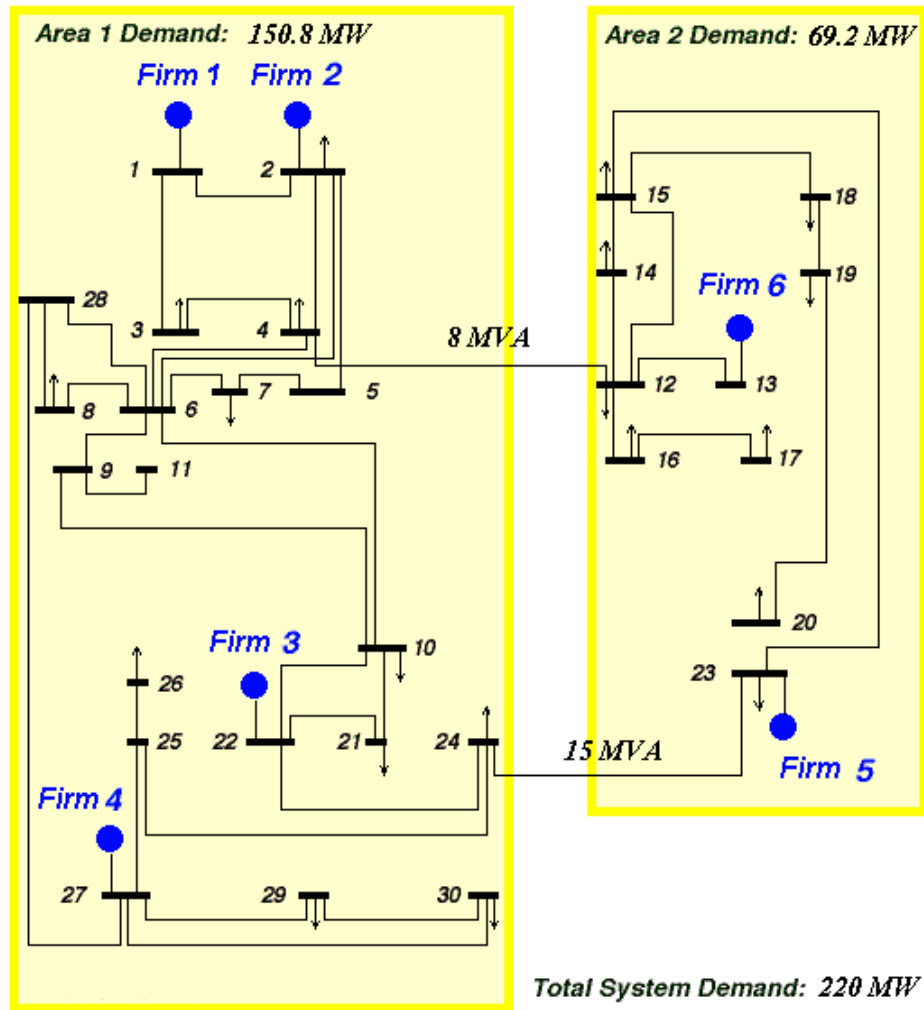 Area 1 Demand: 150.8 MW
Area 2 Demand: 69.2 MW
Firm 1
Firm 2
1
2
15
18
14
19
28
3
4
Firm 6
8 MVA
12
13
8
6
7
5
16
17
9
11
20
10
Firm 3
23
26
25
22
21
24
15 MVA
Firm 5
Firm 4
27
29
30
Total System Demand: 220 MW